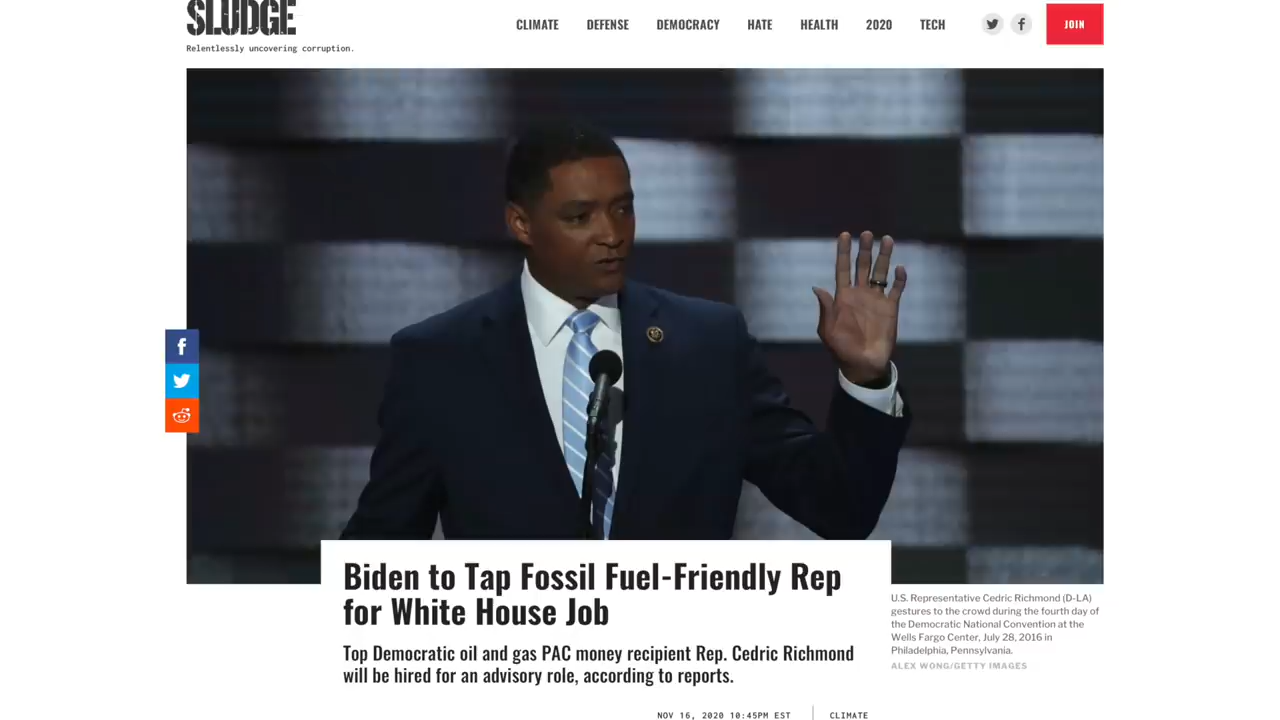 SLUDGE
Relentlessly uncovering corruption.
CLIMATE DEFENSE DEMOCRACY HATE HEALTH 2020 TECH
JOIN
Biden to Tap Fossil Fuel-Friendly Rep
for White House Job
Top Democratic oil and gas PAC money recipient Rep. Cedric Richmond
will be hired for an advisory role, according to reports.
U.S. Representative Cedric Richmond (D-LA)
gestures to the crowd during the fourth day of
the Democratic National Convention at the
Wells Fargo Center, July 28, 2016 in
Philadelphia, Pennsylvania.
ALEX WONG/GETTY IMAGES
NOV 16, 2020 10:45PM EST
CLIMATE